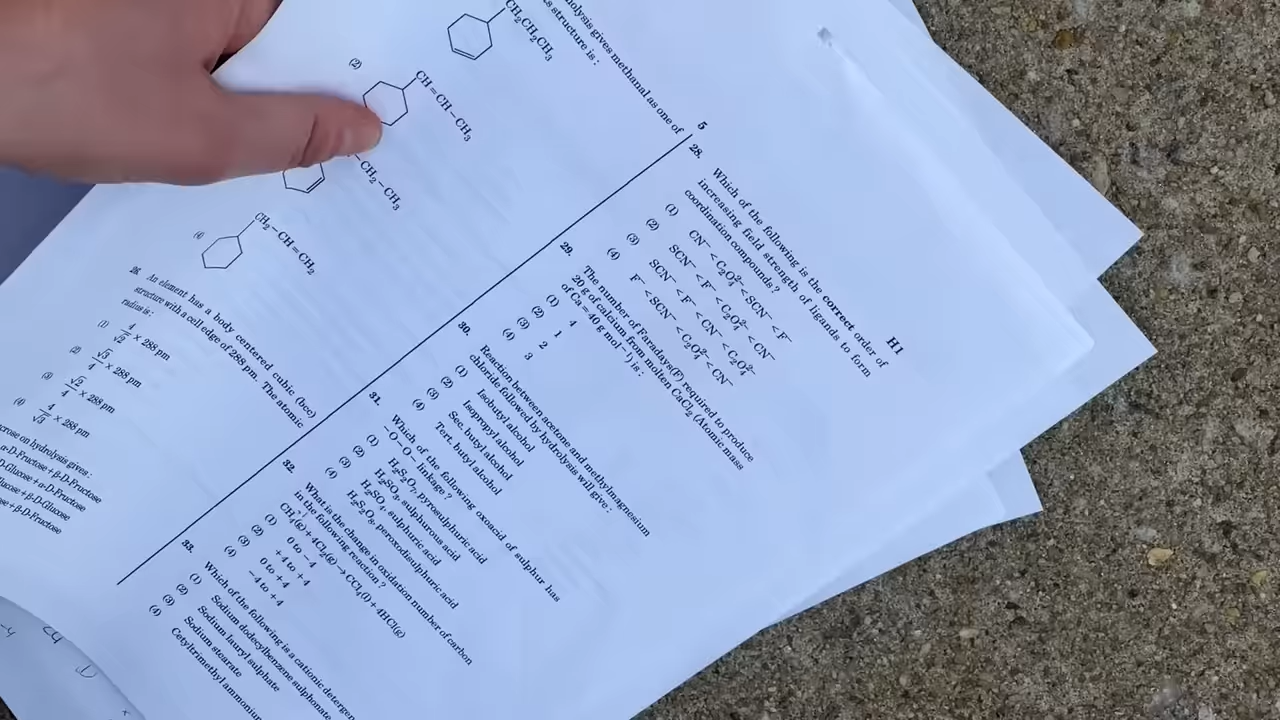 nolysis gives methanal as one of
s structure is :
CH2CH2CH3
(2)
CH = CH – CH3
CH2 – CH3
(4)
CH2 – CH = CH2
26. An element has a body centered cubic (bcc)
structure with a cell edge of 288 pm. The atomic
radius is :
(1) 4/√2 × 288 pm
(2) √3/4 × 288 pm
(3) √2/4 × 288 pm
(4) 4/√3 × 288 pm
crose on hydrolysis gives :
α-D-Fructose + β-D-Fructose
-Glucose + α-D-Fructose
lucose + β-D-Glucose
se + β-D-Fructose
5
H1
28. Which of the following is the correct order of
increasing field strength of ligands to form
coordination compounds ?
(1) CN⁻ < C2O4²⁻ < SCN⁻ < F⁻
(2) SCN⁻ < F⁻ < C2O4²⁻ < CN⁻
(3) SCN⁻ < F⁻ < CN⁻ < C2O4²⁻
(4) F⁻ < SCN⁻ < C2O4²⁻ < CN⁻
29. The number of Faradays(F) required to produce
20 g of calcium from molten CaCl2 (Atomic mass
of Ca = 40 g mol⁻¹) is :
(1) 4
(2) 1
(3) 2
(4) 3
30. Reaction between acetone and methylmagnesium
chloride followed by hydrolysis will give :
(1) Isobutyl alcohol
(2) Isopropyl alcohol
(3) Sec. butyl alcohol
(4) Tert. butyl alcohol
31. Which of the following oxoacid of sulphur has
–O–O– linkage ?
(1) H2S2O7, pyrosulphuric acid
(2) H2SO3, sulphurous acid
(3) H2SO4, sulphuric acid
(4) H2S2O8, peroxodisulphuric acid
32. What is the change in oxidation number of carbon
in the following reaction ?
CH4(g) + 4Cl2(g) → CCl4(l) + 4HCl(g)
(1) 0 to –4
(2) +4 to +4
(3) 0 to +4
(4) –4 to +4
33. Which of the following is a cationic detergen
(1) Sodium dodecylbenzene sulphonate
(2) Sodium lauryl sulphate
(3) Sodium stearate
(4) Cetyltrimethyl ammoniu